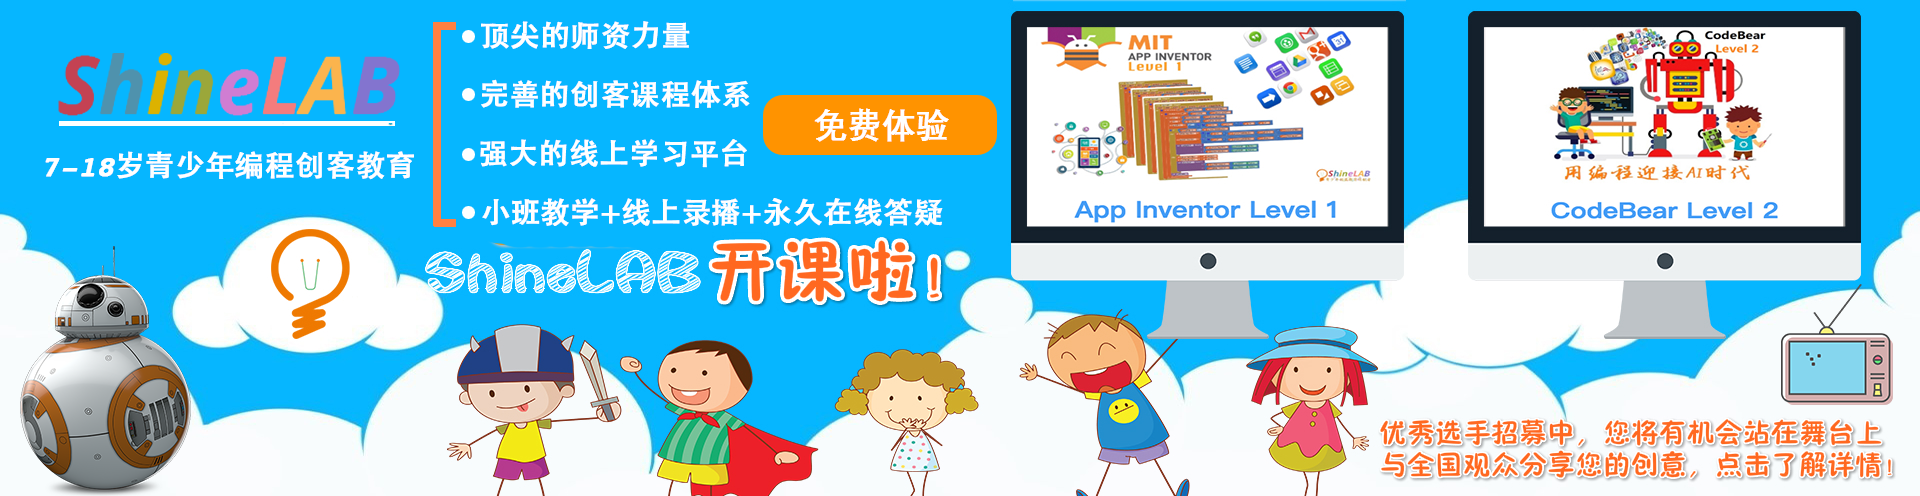 ShineLAB
7-18岁青少年编程创客教育
•顶尖的师资力量
•完善的创客课程体系
•强大的线上学习平台
•小班教学+线上录播+永久在线答疑
免费体验
ShineLAB 开课啦!
MIT
APP INVENTOR
Level 1
ShineLAB
App Inventor Level 1
CodeBear
Level 2
用编程迎接AI时代
CodeBear Level 2
优秀选手招募中，您将有机会站在舞台上
与全国观众分享您的创意，点击了解详情!